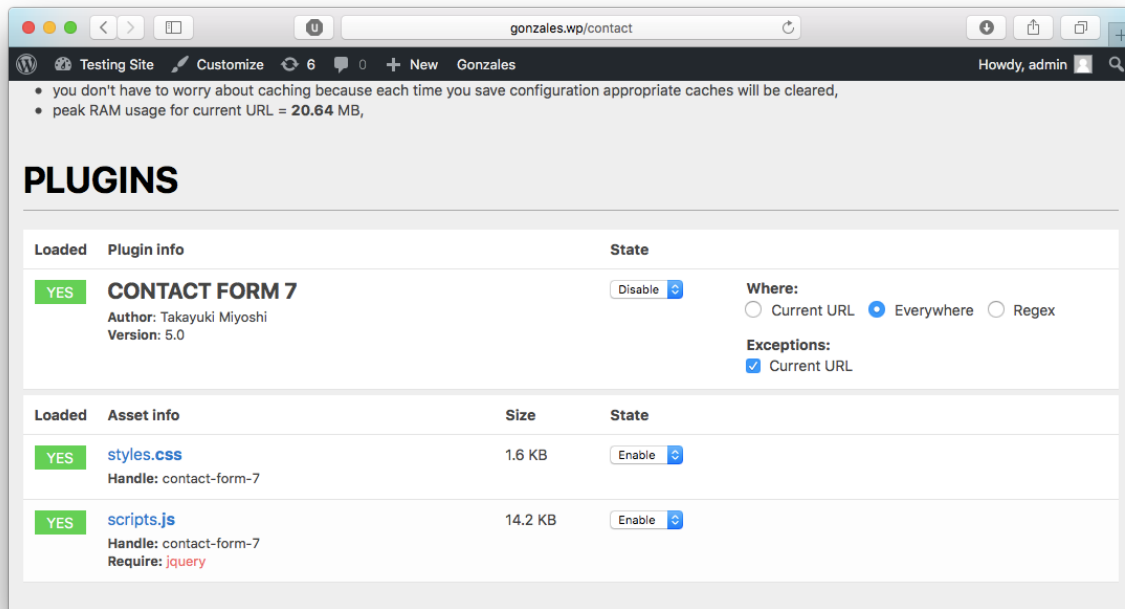 gonzales.wp/contact
Testing Site Customize 6 0 New Gonzales Howdy, admin
you don't have to worry about caching because each time you save configuration appropriate caches will be cleared,
peak RAM usage for current URL = 20.64 MB,
PLUGINS
Loaded Plugin info State
YES CONTACT FORM 7 Disable Where:
Author: Takayuki Miyoshi Current URL Everywhere Regex
Version: 5.0
Exceptions:
Current URL
Loaded Asset info Size State
YES styles.css 1.6 KB Enable
Handle: contact-form-7
YES scripts.js 14.2 KB Enable
Handle: contact-form-7
Require: jquery